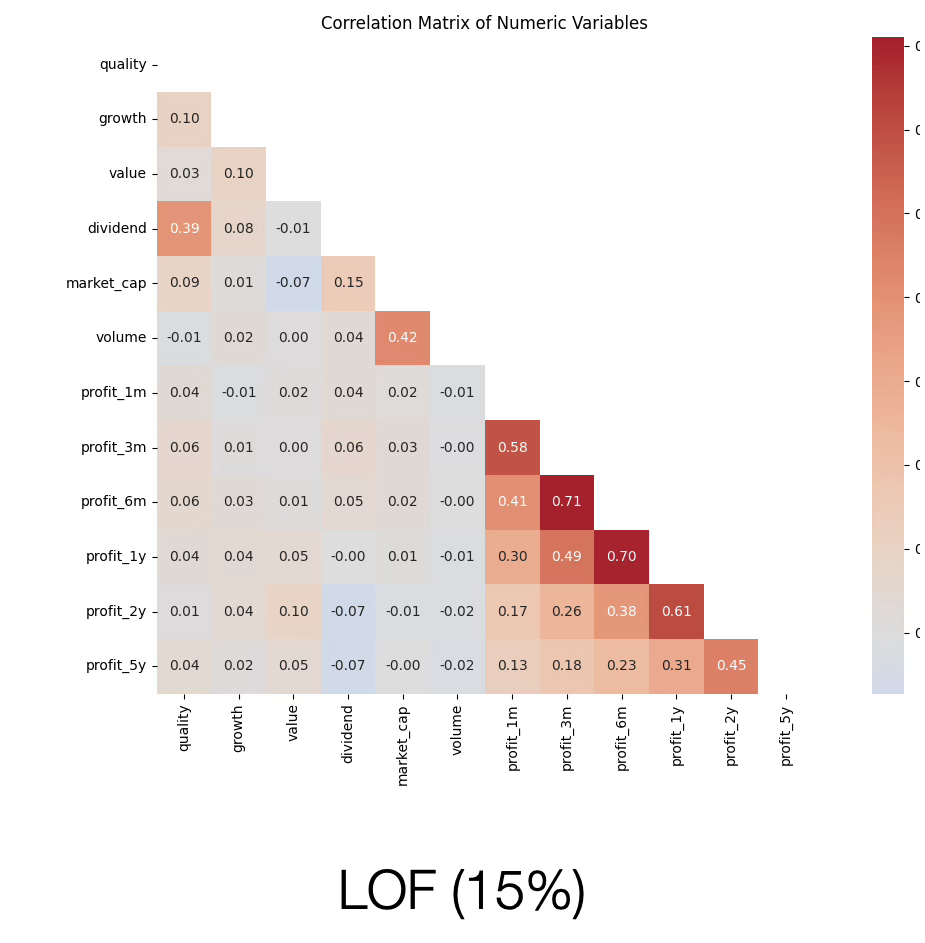 Correlation Matrix of Numeric Variables
quality
growth 0.10
value 0.03 0.10
dividend 0.39 0.08 -0.01
market_cap 0.09 0.01 -0.07 0.15
volume -0.01 0.02 0.00 0.04 0.42
profit_1m 0.04 -0.01 0.02 0.04 0.02 -0.01
profit_3m 0.06 0.01 0.00 0.06 0.03 -0.00 0.58
profit_6m 0.06 0.03 0.01 0.05 0.02 -0.00 0.41 0.71
profit_1y 0.04 0.04 0.05 -0.00 0.01 -0.01 0.30 0.49 0.70
profit_2y 0.01 0.04 0.10 -0.07 -0.01 -0.02 0.17 0.26 0.38 0.61
profit_5y 0.04 0.02 0.05 -0.07 -0.00 -0.02 0.13 0.18 0.23 0.31 0.45
quality growth value dividend market_cap volume profit_1m profit_3m profit_6m profit_1y profit_2y profit_5y
LOF (15%)